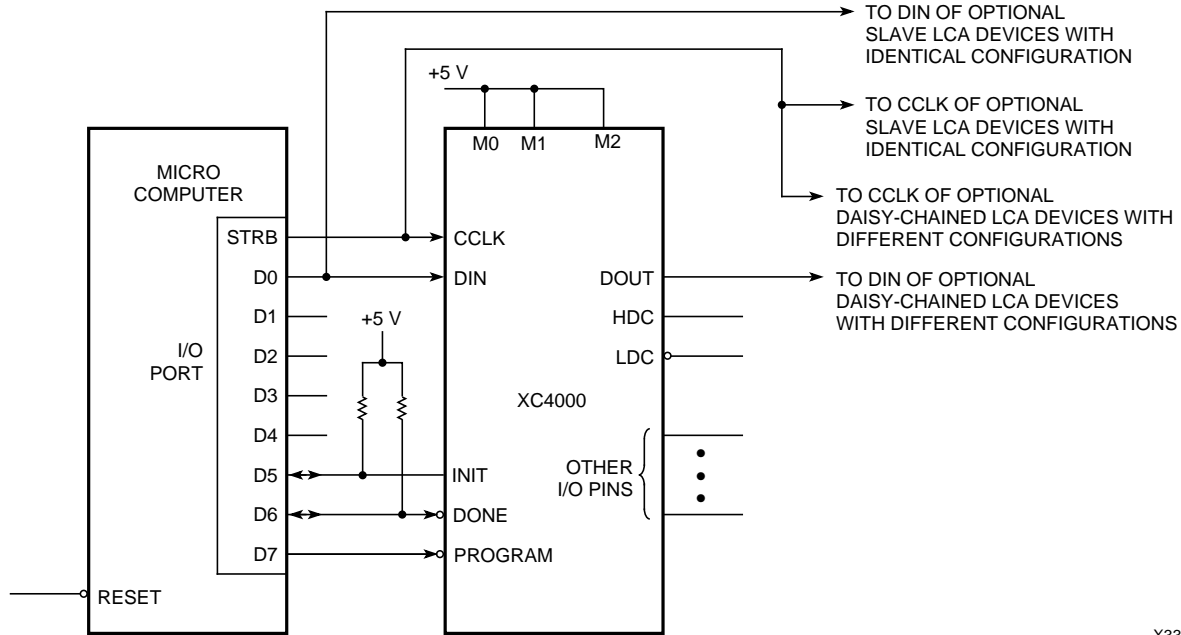 TO DIN OF OPTIONAL
SLAVE LCA DEVICES WITH
IDENTICAL CONFIGURATION
+5 V
TO CCLK OF OPTIONAL
SLAVE LCA DEVICES WITH
IDENTICAL CONFIGURATION
M0 M1 M2
MICRO
COMPUTER
TO CCLK OF OPTIONAL
DAISY-CHAINED LCA DEVICES WITH
DIFFERENT CONFIGURATIONS
STRB
CCLK
D0
DIN
DOUT
TO DIN OF OPTIONAL
DAISY-CHAINED LCA DEVICES
WITH DIFFERENT CONFIGURATIONS
D1
+5 V
HDC
I/O
PORT
D2
LDC
D3
XC4000
D4
D5
INIT
OTHER
I/O PINS
D6
DONE
D7
PROGRAM
RESET